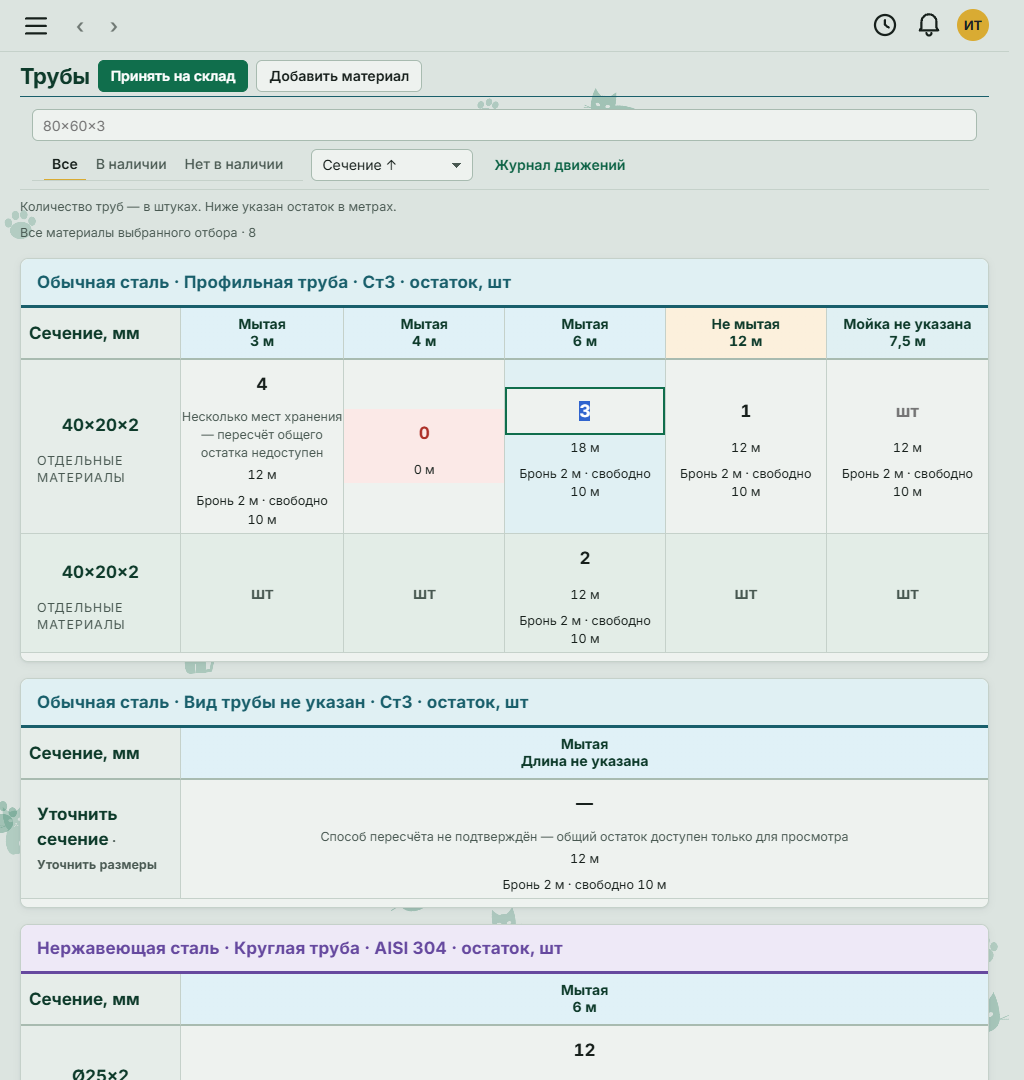 ИТ
Трубы
Принять на склад
Добавить материал
80×60×3
Все
В наличии
Нет в наличии
Сечение ↑
Журнал движений
Количество труб — в штуках. Ниже указан остаток в метрах.
Все материалы выбранного отбора · 8
Обычная сталь · Профильная труба · Ст3 · остаток, шт
Сечение, мм
Мытая
3 м
Мытая
4 м
Мытая
6 м
Не мытая
12 м
Мойка не указана
7,5 м
40×20×2
ОТДЕЛЬНЫЕ
МАТЕРИАЛЫ
4
Несколько мест хранения
— пересчёт общего
остатка недоступен
12 м
Бронь 2 м · свободно
10 м
0
0 м
3
18 м
Бронь 2 м · свободно
10 м
1
12 м
Бронь 2 м · свободно
10 м
шт
12 м
Бронь 2 м · свободно
10 м
40×20×2
ОТДЕЛЬНЫЕ
МАТЕРИАЛЫ
шт
шт
2
12 м
Бронь 2 м · свободно
10 м
шт
шт
Обычная сталь · Вид трубы не указан · Ст3 · остаток, шт
Сечение, мм
Мытая
Длина не указана
Уточнить
сечение ·
Уточнить размеры
—
Способ пересчёта не подтверждён — общий остаток доступен только для просмотра
12 м
Бронь 2 м · свободно 10 м
Нержавеющая сталь · Круглая труба · AISI 304 · остаток, шт
Сечение, мм
Мытая
6 м
Ø25×2
12